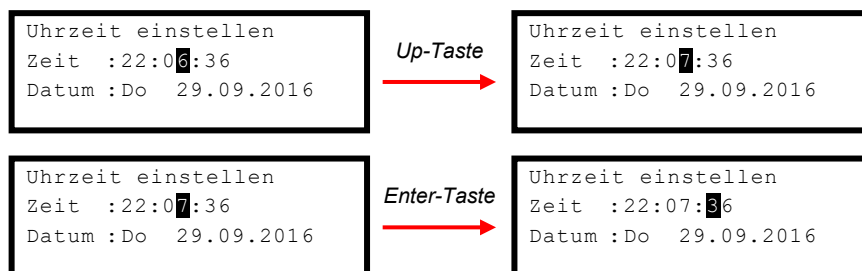 Uhrzeit einstellen
Zeit :22:06:36
Datum :Do 29.09.2016
Up-Taste
Uhrzeit einstellen
Zeit :22:07:36
Datum :Do 29.09.2016
Uhrzeit einstellen
Zeit :22:07:36
Datum :Do 29.09.2016
Enter-Taste
Uhrzeit einstellen
Zeit :22:07:36
Datum :Do 29.09.2016